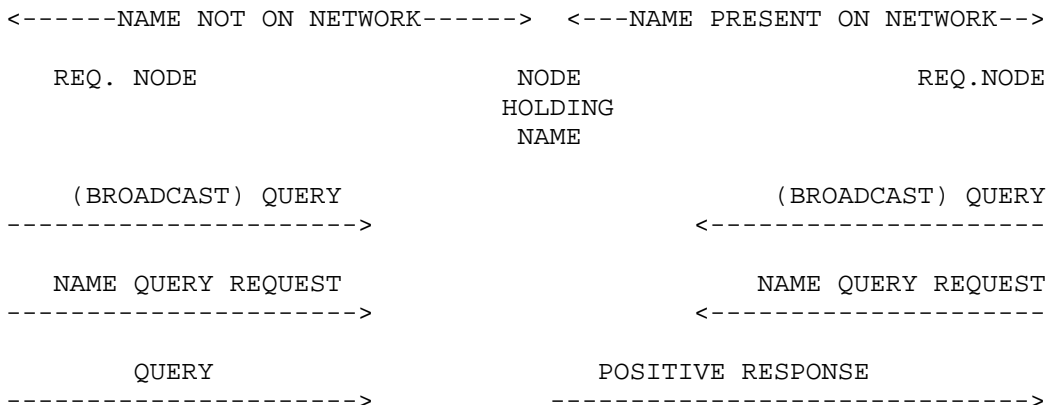 <------NAME NOT ON NETWORK------> <---NAME PRESENT ON NETWORK-->
REQ. NODE NODE REQ.NODE
HOLDING
NAME
(BROADCAST) QUERY (BROADCAST) QUERY
----------------------> <---------------------
NAME QUERY REQUEST NAME QUERY REQUEST
----------------------> <---------------------
QUERY POSITIVE RESPONSE
----------------------> ------------------------------>